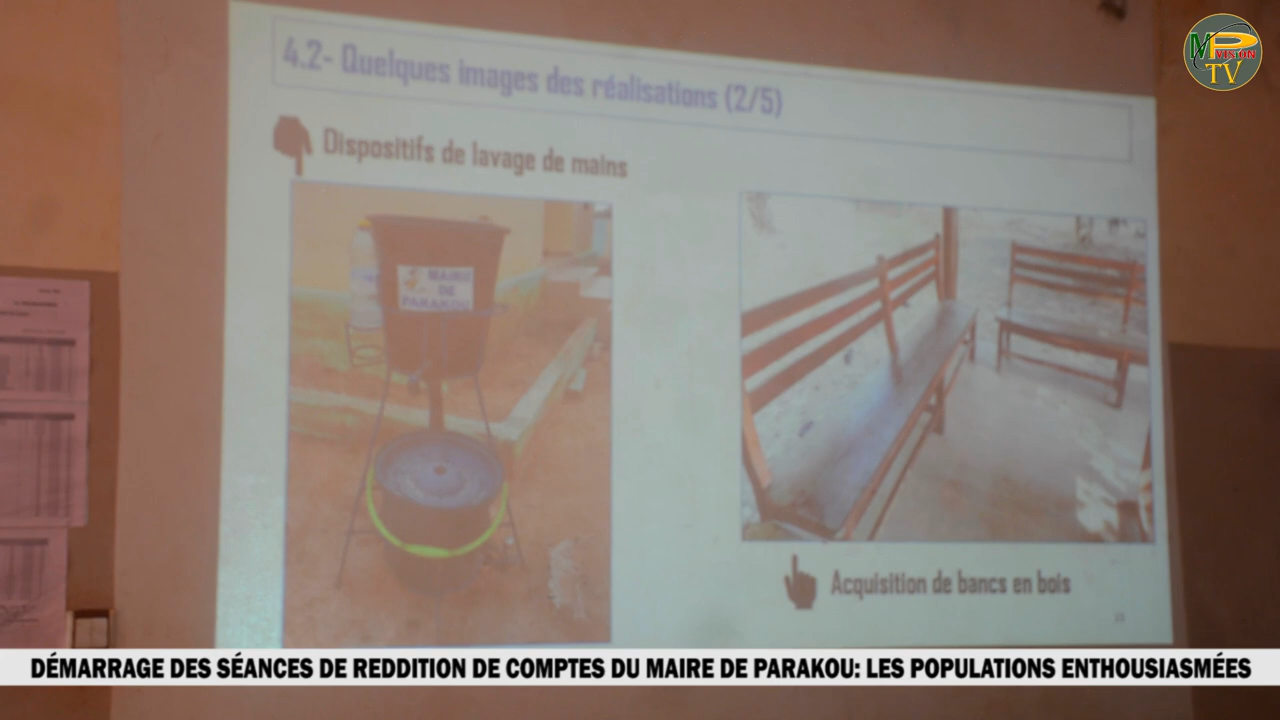 MP
VISION
TV
4.2- Quelques images des réalisations (2/5)
Dispositifs de lavage de mains
MAIRIE
DE
PARAKOU
Acquisition de bancs en bois
DÉMARRAGE DES SÉANCES DE REDDITION DE COMPTES DU MAIRE DE PARAKOU: LES POPULATIONS ENTHOUSIASMÉES